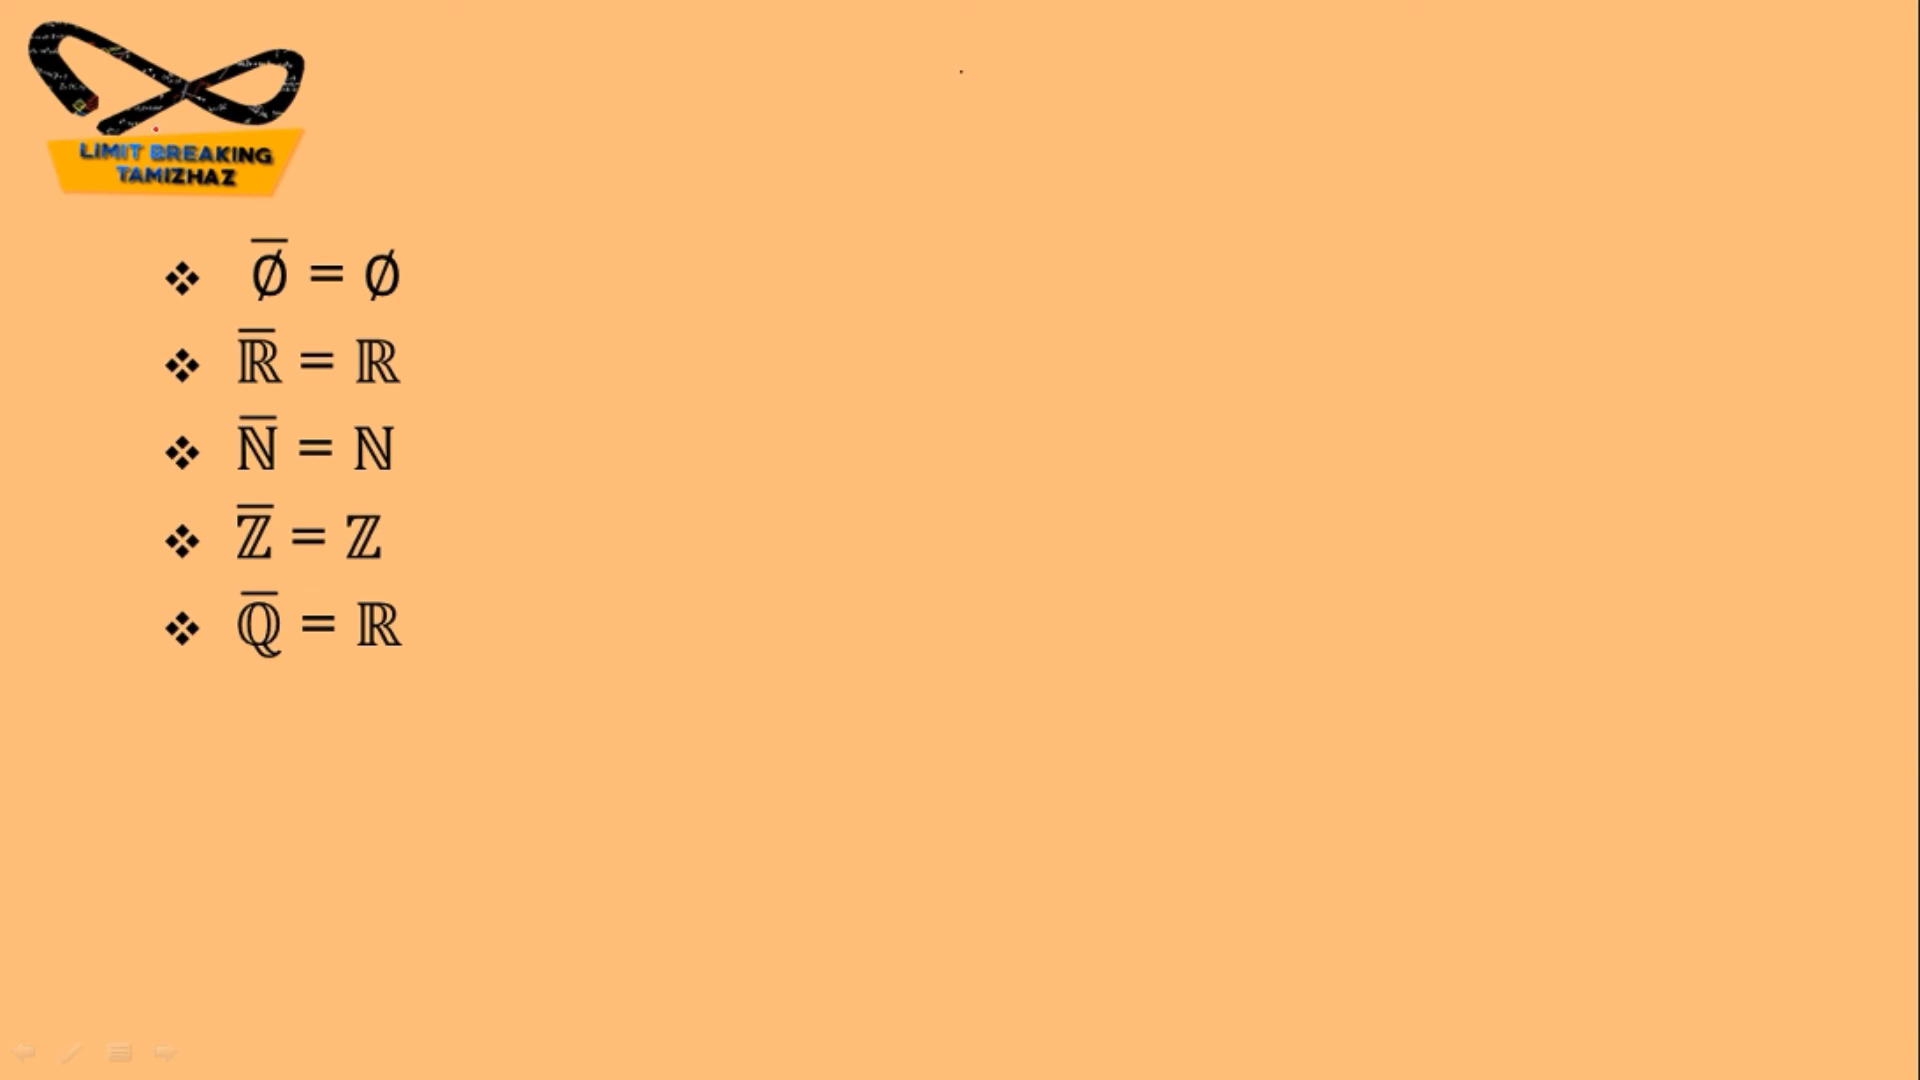 LIMIT BREAKING
TAMIZHAZ
❖ ∅̅ = ∅
❖ ℝ̅ = ℝ
❖ ℕ̅ = ℕ
❖ ℤ̅ = ℤ
❖ ℚ̅ = ℝ